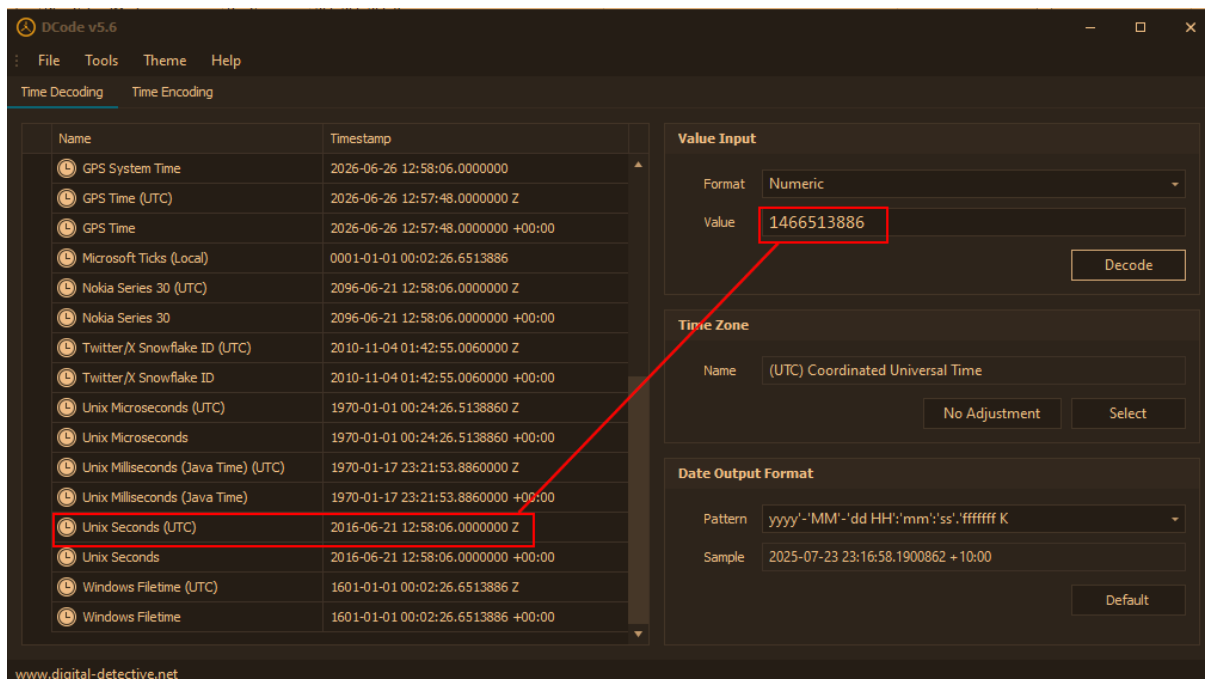 DCode v5.6
File Tools Theme Help
Time Decoding Time Encoding
Name Timestamp
GPS System Time 2026-06-26 12:58:06.0000000
GPS Time (UTC) 2026-06-26 12:57:48.0000000 Z
GPS Time 2026-06-26 12:57:48.0000000 +00:00
Microsoft Ticks (Local) 0001-01-01 00:02:26.6513886
Nokia Series 30 (UTC) 2096-06-21 12:58:06.0000000 Z
Nokia Series 30 2096-06-21 12:58:06.0000000 +00:00
Twitter/X Snowflake ID (UTC) 2010-11-04 01:42:55.0060000 Z
Twitter/X Snowflake ID 2010-11-04 01:42:55.0060000 +00:00
Unix Microseconds (UTC) 1970-01-01 00:24:26.5138860 Z
Unix Microseconds 1970-01-01 00:24:26.5138860 +00:00
Unix Milliseconds (Java Time) (UTC) 1970-01-17 23:21:53.8860000 Z
Unix Milliseconds (Java Time) 1970-01-17 23:21:53.8860000 +00:00
Unix Seconds (UTC) 2016-06-21 12:58:06.0000000 Z
Unix Seconds 2016-06-21 12:58:06.0000000 +00:00
Windows Filetime (UTC) 1601-01-01 00:02:26.6513886 Z
Windows Filetime 1601-01-01 00:02:26.6513886 +00:00
Value Input
Format Numeric
Value 1466513886
Decode
Time Zone
Name (UTC) Coordinated Universal Time
No Adjustment Select
Date Output Format
Pattern yyyy'-'MM'-'dd HH':'mm':'ss'.'fffffff K
Sample 2025-07-23 23:16:58.1900862 +10:00
Default
www.digital-detective.net